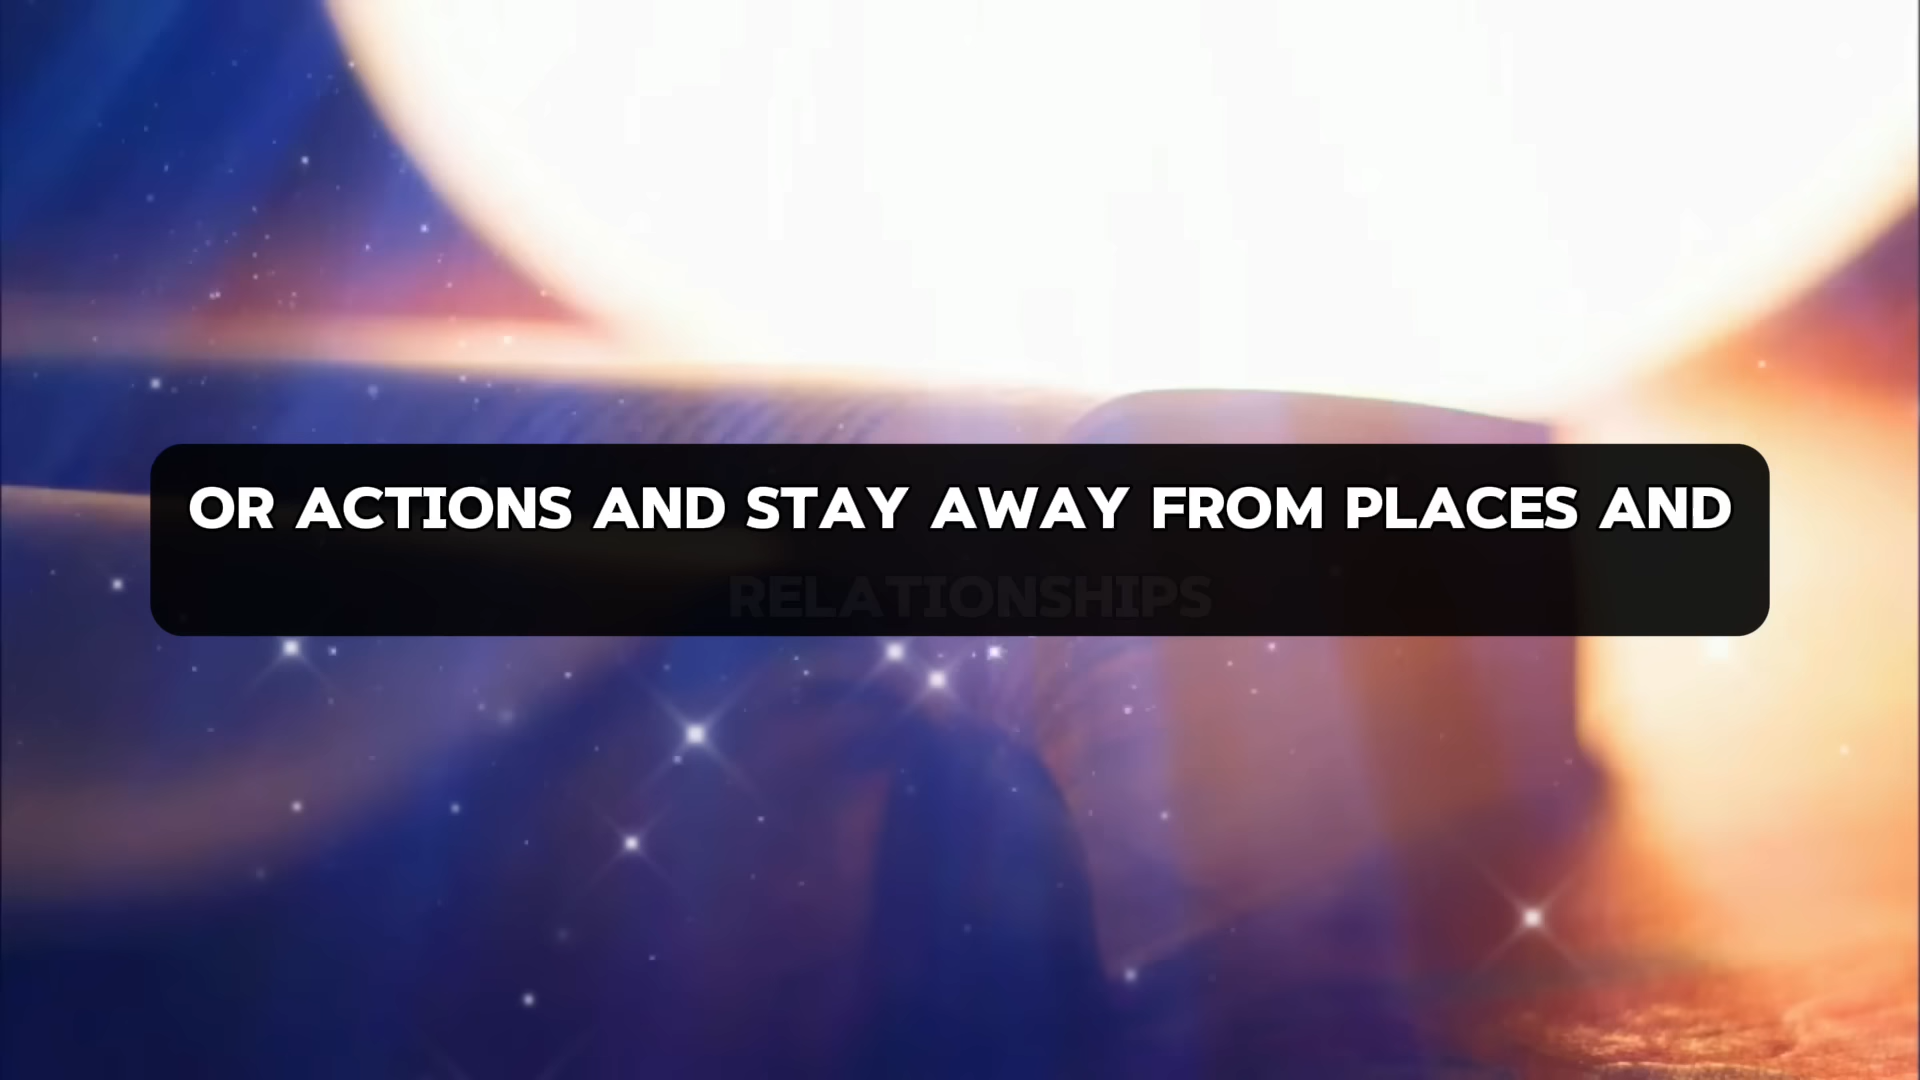 OR ACTIONS AND STAY AWAY FROM PLACES AND
RELATIONSHIPS